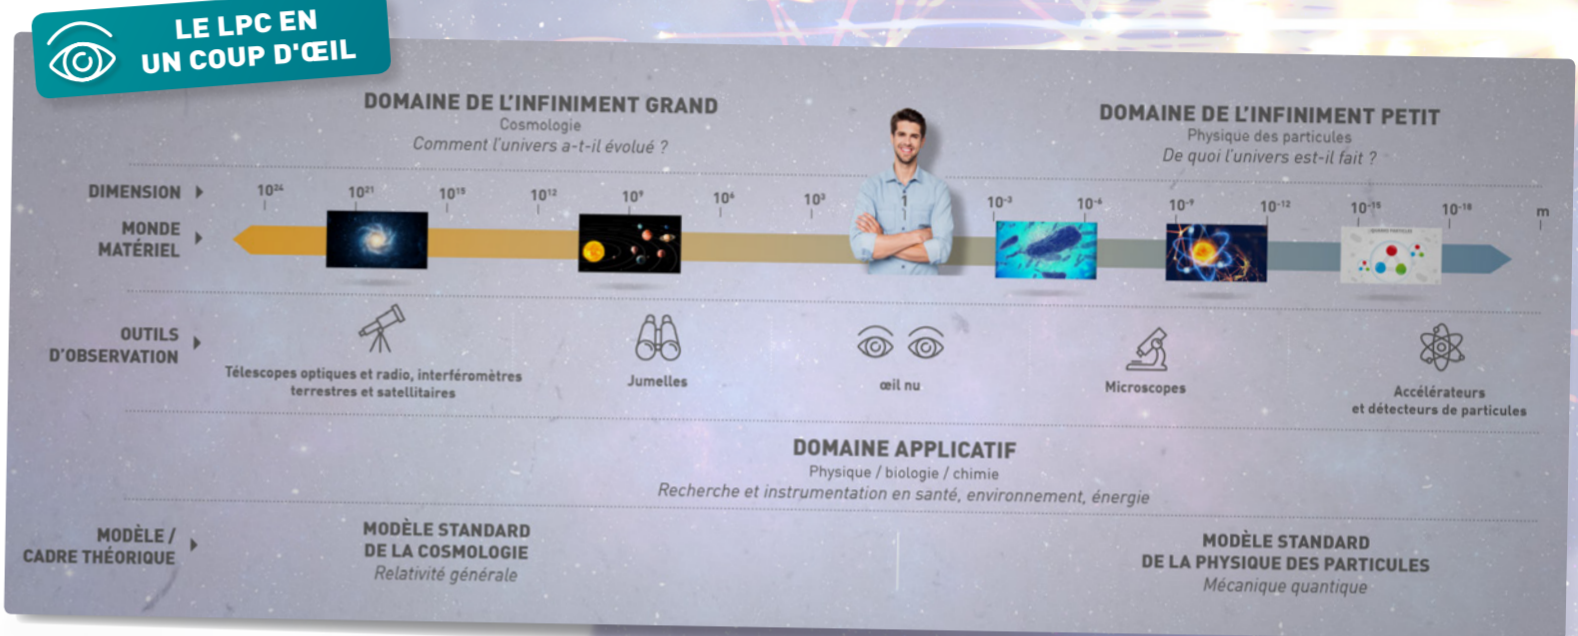 LE LPC EN
UN COUP D'ŒIL
DOMAINE DE L'INFINIMENT GRAND
Cosmologie
Comment l'univers a-t-il évolué ?
DOMAINE DE L'INFINIMENT PETIT
Physique des particules
De quoi l'univers est-il fait ?
DIMENSION
10²⁴ 10²¹ 10¹⁵ 10¹² 10⁹ 10⁶ 10³ 1 10⁻³ 10⁻⁶ 10⁻⁹ 10⁻¹² 10⁻¹⁵ 10⁻¹⁸ m
MONDE
MATÉRIEL
OUTILS
D'OBSERVATION
Télescopes optiques et radio, interféromètres
terrestres et satellitaires
Jumelles
œil nu
Microscopes
Accélérateurs
et détecteurs de particules
DOMAINE APPLICATIF
Physique / biologie / chimie
Recherche et instrumentation en santé, environnement, énergie
MODÈLE /
CADRE THÉORIQUE
MODÈLE STANDARD
DE LA COSMOLOGIE
Relativité générale
MODÈLE STANDARD
DE LA PHYSIQUE DES PARTICULES
Mécanique quantique